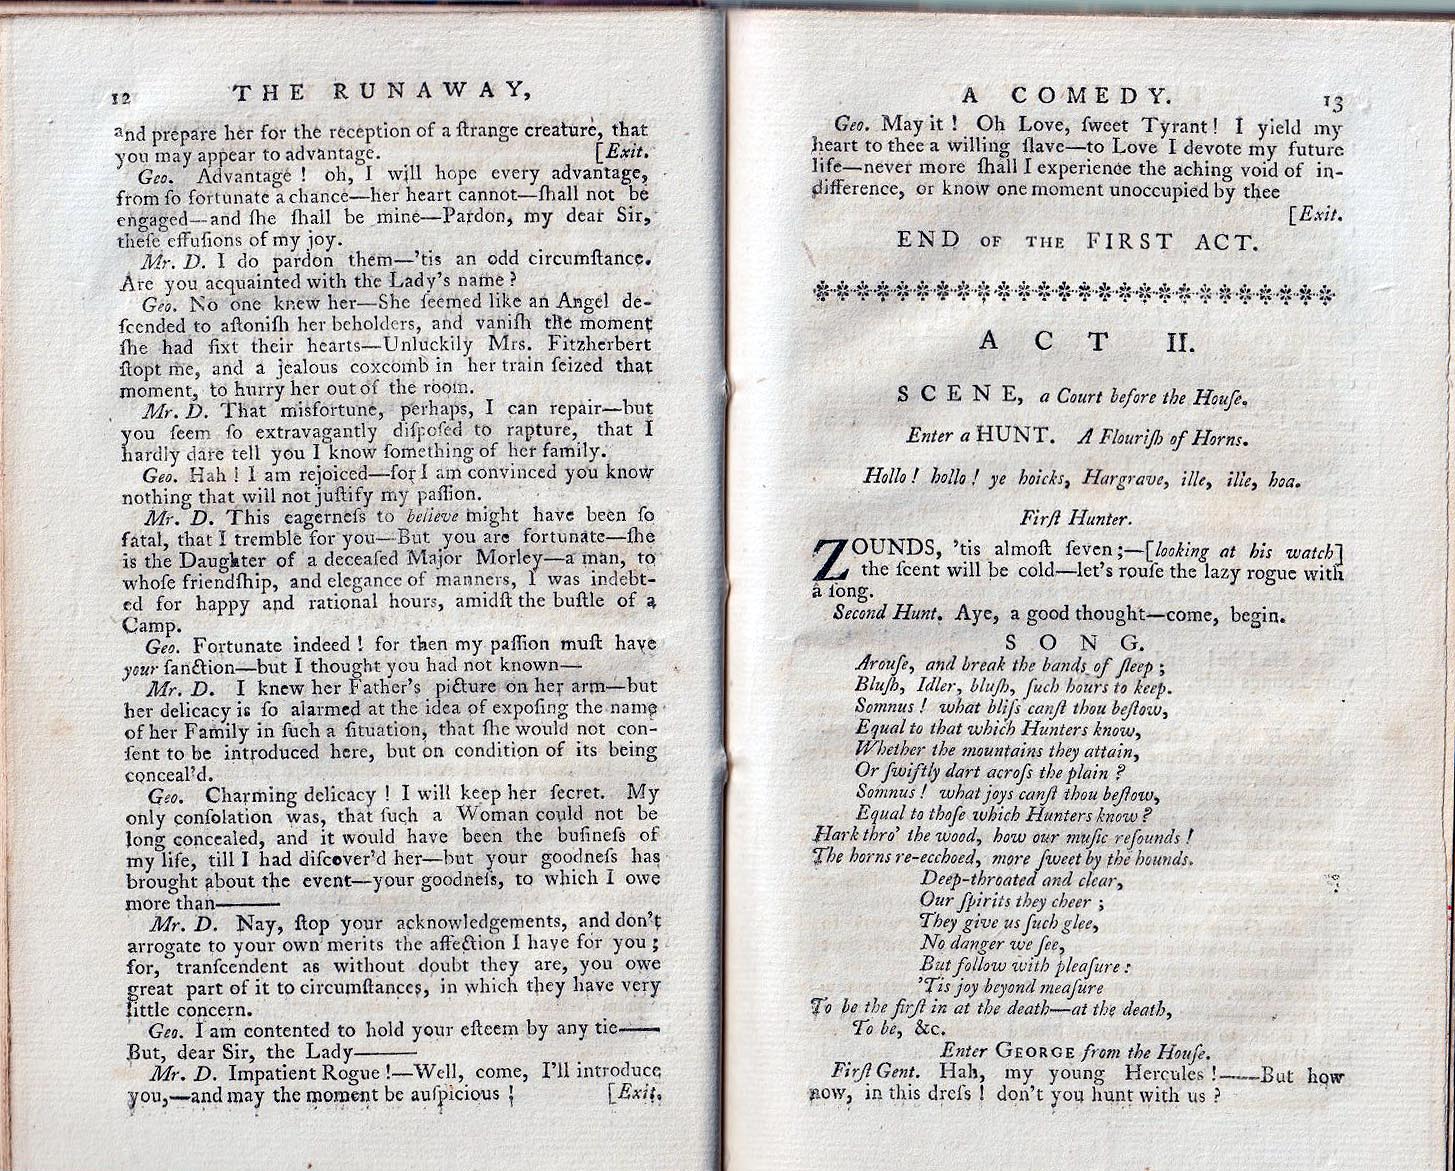 12 THE RUNAWAY,
and prepare her for the reception of a ſtrange creature, that
you may appear to advantage. [Exit.
Geo. Advantage ! oh, I will hope every advantage,
from ſo fortunate a chance—her heart cannot—ſhall not be
engaged—and ſhe ſhall be mine—Pardon, my dear Sir,
theſe effuſions of my joy.
Mr. D. I do pardon them—'tis an odd circumſtance.
Are you acquainted with the Lady's name ?
Geo. No one knew her—She ſeemed like an Angel de-
ſcended to aſtoniſh her beholders, and vaniſh the moment
ſhe had fixt their hearts—Unluckily Mrs. Fitzherbert
ſtopt me, and a jealous coxcomb in her train ſeized that
moment, to hurry her out of the room.
Mr. D. That misfortune, perhaps, I can repair—but
you ſeem ſo extravagantly diſpoſed to rapture, that I
hardly dare tell you I know ſomething of her family.
Geo. Hah ! I am rejoiced—for I am convinced you know
nothing that will not juſtify my paſſion.
Mr. D. This eagerneſs to believe might have been ſo
fatal, that I tremble for you—But you are fortunate—ſhe
is the Daughter of a deceaſed Major Morley—a man, to
whoſe friendſhip, and elegance of manners, I was indebt-
ed for happy and rational hours, amidſt the buſtle of a
Camp.
Geo. Fortunate indeed ! for then my paſſion muſt have
your ſanction—but I thought you had not known—
Mr. D. I knew her Father's picture on her arm—but
her delicacy is ſo alarmed at the idea of expoſing the name
of her Family in ſuch a ſituation, that ſhe would not con-
ſent to be introduced here, but on condition of its being
conceal'd.
Geo. Charming delicacy ! I will keep her ſecret. My
only conſolation was, that ſuch a Woman could not be
long concealed, and it would have been the buſineſs of
my life, till I had diſcover'd her—but your goodneſs has
brought about the event—your goodneſs, to which I owe
more than———
Mr. D. Nay, ſtop your acknowledgements, and don't
arrogate to your own merits the affection I have for you ;
for, tranſcendent as without doubt they are, you owe
great part of it to circumſtances, in which they have very
little concern.
Geo. I am contented to hold your eſteem by any tie——
But, dear Sir, the Lady———
Mr. D. Impatient Rogue !—Well, come, I'll introduce
you,—and may the moment be auſpicious ! [Exit.
A COMEDY. 13
Geo. May it ! Oh Love, ſweet Tyrant ! I yield my
heart to thee a willing ſlave—to Love I devote my future
life—never more ſhall I experience the aching void of in-
difference, or know one moment unoccupied by thee
[Exit.
END OF THE FIRST ACT.
ACT II.
SCENE, a Court before the Houſe.
Enter a HUNT. A Flouriſh of Horns.
Hollo ! hollo ! ye hoicks, Hargrave, ille, ille, hoa.
Firſt Hunter.
ZOUNDS, 'tis almoſt ſeven ;—[looking at his watch]
the ſcent will be cold—let's rouſe the lazy rogue with
a ſong.
Second Hunt. Aye, a good thought—come, begin.
SONG.
Arouſe, and break the bands of ſleep ;
Bluſh, Idler, bluſh, ſuch hours to keep.
Somnus ! what bliſs canſt thou beſtow,
Equal to that which Hunters know,
Whether the mountains they attain,
Or ſwiftly dart acroſs the plain ?
Somnus ! what joys canſt thou beſtow,
Equal to thoſe which Hunters know ?
Hark thro' the wood, how our muſic reſounds !
The horns re-ecchoed, more ſweet by the hounds.
Deep-throated and clear,
Our ſpirits they cheer ;
They give us ſuch glee,
No danger we ſee,
But follow with pleaſure :
'Tis joy beyond meaſure
To be the firſt in at the death—at the death,
To be, &c.
Enter GEORGE from the Houſe.
Firſt Gent. Hah, my young Hercules !——But how
now, in this dreſs ! don't you hunt with us ?